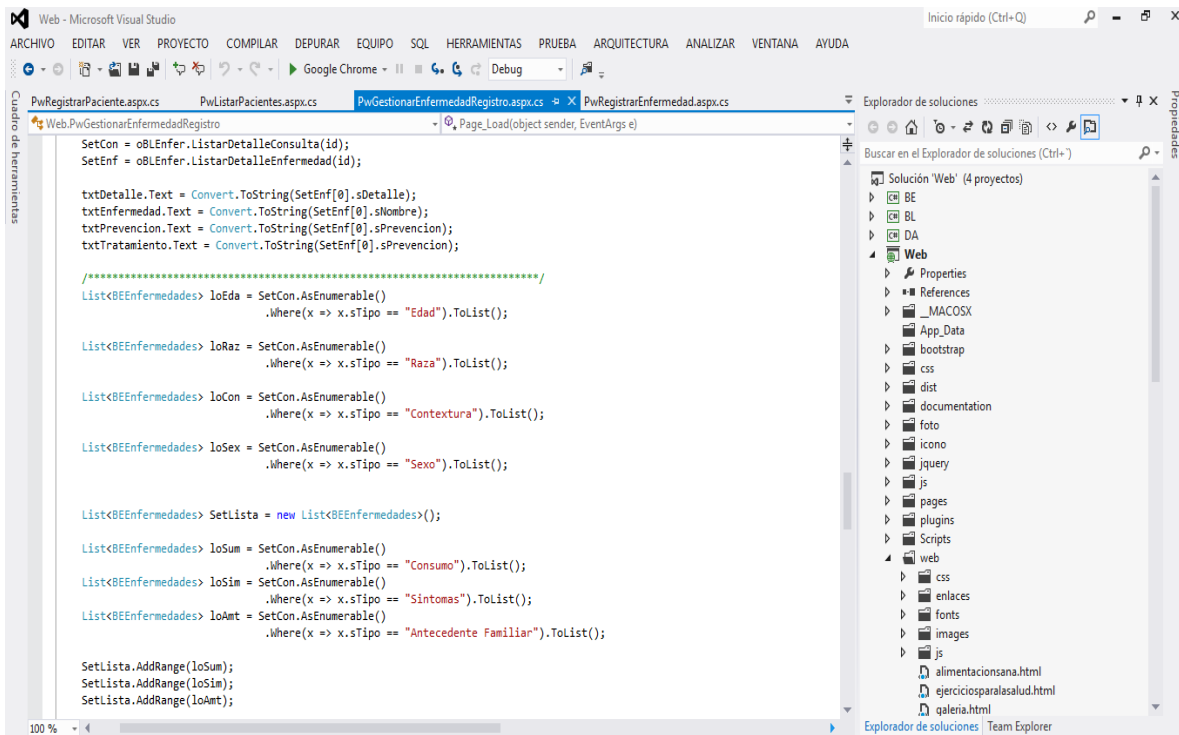 Web - Microsoft Visual Studio
Inicio rápido (Ctrl+Q)
ARCHIVO EDITAR VER PROYECTO COMPILAR DEPURAR EQUIPO SQL HERRAMIENTAS PRUEBA ARQUITECTURA ANALIZAR VENTANA AYUDA
Google Chrome Debug
Cuadro de herramientas
PwRegistrarPaciente.aspx.cs PwListarPacientes.aspx.cs PwGestionarEnfermedadRegistro.aspx.cs PwRegistrarEnfermedad.aspx.cs
Web.PwGestionarEnfermedadRegistro Page_Load(object sender, EventArgs e)
SetCon = oBLEnfer.ListarDetalleConsulta(id);
SetEnf = oBLEnfer.ListarDetalleEnfermedad(id);
txtDetalle.Text = Convert.ToString(SetEnf[0].sDetalle);
txtEnfermedad.Text = Convert.ToString(SetEnf[0].sNombre);
txtPrevencion.Text = Convert.ToString(SetEnf[0].sPrevencion);
txtTratamiento.Text = Convert.ToString(SetEnf[0].sPrevencion);
/***************************************************************************/
List<BEEnfermedades> loEda = SetCon.AsEnumerable()
.Where(x => x.sTipo == "Edad").ToList();
List<BEEnfermedades> loRaz = SetCon.AsEnumerable()
.Where(x => x.sTipo == "Raza").ToList();
List<BEEnfermedades> loCon = SetCon.AsEnumerable()
.Where(x => x.sTipo == "Contextura").ToList();
List<BEEnfermedades> loSex = SetCon.AsEnumerable()
.Where(x => x.sTipo == "Sexo").ToList();
List<BEEnfermedades> SetLista = new List<BEEnfermedades>();
List<BEEnfermedades> loSum = SetCon.AsEnumerable()
.Where(x => x.sTipo == "Consumo").ToList();
List<BEEnfermedades> loSim = SetCon.AsEnumerable()
.Where(x => x.sTipo == "Sintomas").ToList();
List<BEEnfermedades> loAmt = SetCon.AsEnumerable()
.Where(x => x.sTipo == "Antecedente Familiar").ToList();
SetLista.AddRange(loSum);
SetLista.AddRange(loSim);
SetLista.AddRange(loAmt);
100 %
Explorador de soluciones
Buscar en el Explorador de soluciones (Ctrl+¨)
Solución 'Web' (4 proyectos)
C# BE
C# BL
C# DA
Web
Properties
References
__MACOSX
App_Data
bootstrap
css
dist
documentation
foto
icono
jquery
js
pages
plugins
Scripts
web
css
enlaces
fonts
images
js
alimentacionsana.html
ejerciciosparalasalud.html
galeria.html
Explorador de soluciones Team Explorer
Propiedades